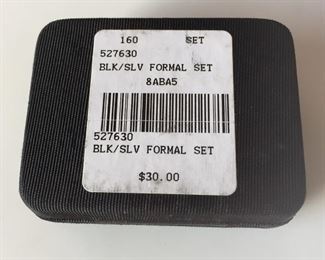 160 SET
527630
BLK/SLV FORMAL SET
8ABA5
527630
BLK/SLV FORMAL SET
$30.00